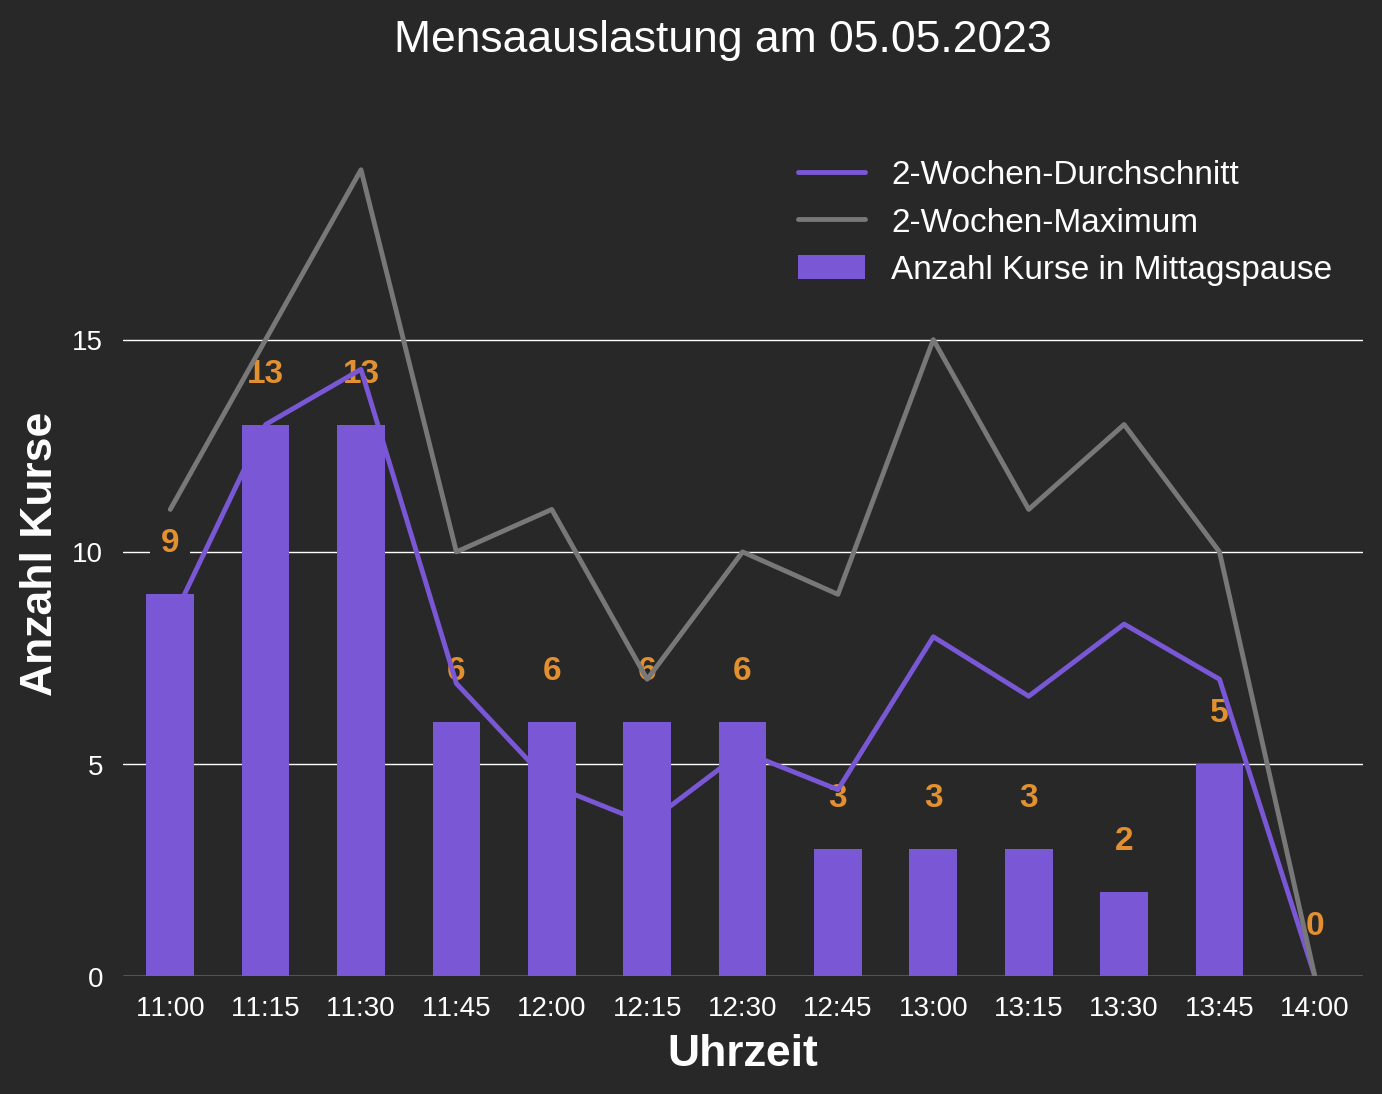 Mensaauslastung am 05.05.2023
2-Wochen-Durchschnitt
2-Wochen-Maximum
Anzahl Kurse in Mittagspause
Anzahl Kurse
15
10
5
0
13 13
9
6 6 6 6
5
3 3 3
2
0
11:00 11:15 11:30 11:45 12:00 12:15 12:30 12:45 13:00 13:15 13:30 13:45 14:00
Uhrzeit